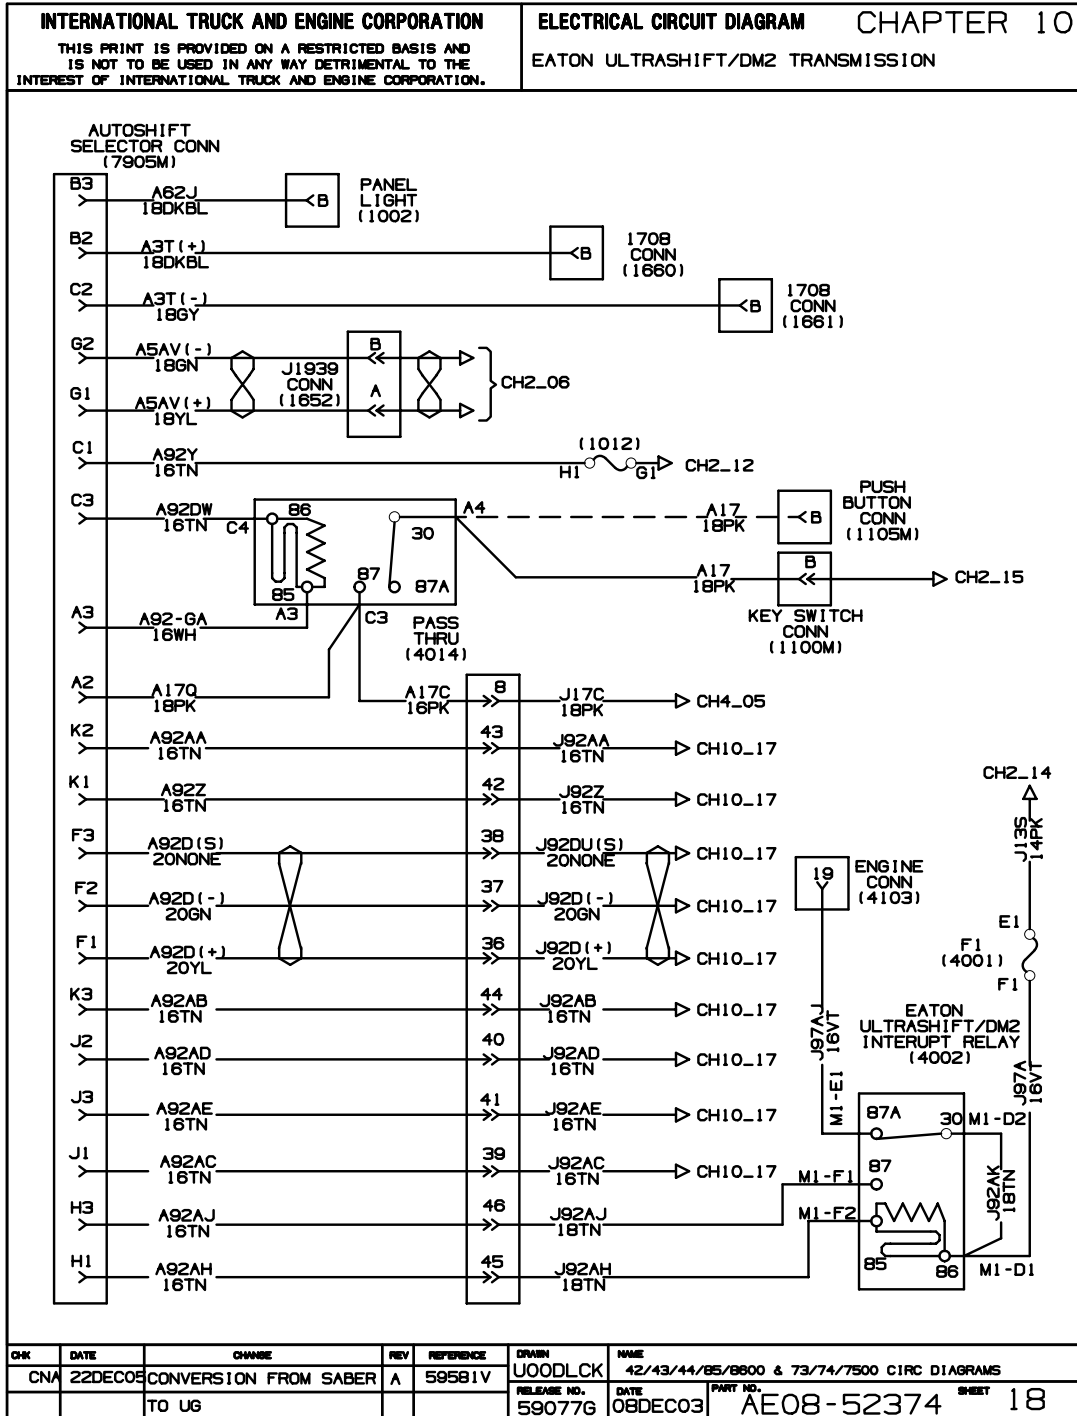 INTERNATIONAL TRUCK AND ENGINE CORPORATION
THIS PRINT IS PROVIDED ON A RESTRICTED BASIS AND
IS NOT TO BE USED IN ANY WAY DETRIMENTAL TO THE
INTEREST OF INTERNATIONAL TRUCK AND ENGINE CORPORATION.
ELECTRICAL CIRCUIT DIAGRAM CHAPTER 10
EATON ULTRASHIFT/DM2 TRANSMISSION
AUTOSHIFT
SELECTOR CONN
(7905M)
B3
A62J
18DKBL
B
PANEL
LIGHT
(1002)
B2
A3T(+)
18DKBL
B
1708
CONN
(1660)
C2
A3T(-)
18GY
B
1708
CONN
(1661)
G2
A5AV(-)
18GN
J1939
CONN
(1652)
B
A
CH2_06
G1
A5AV(+)
18YL
C1
A92Y
16TN
(1012)
H1
G1
CH2_12
C3
A92DW
16TN
C4
86
30
A4
A17
18PK
B
PUSH
BUTTON
CONN
(1105M)
85
87
87A
A17
18PK
B
CH2_15
KEY SWITCH
CONN
(1100M)
A3
A92-GA
16WH
A3
C3
PASS
THRU
(4014)
A2
A17Q
18PK
A17C
16PK
8
J17C
18PK
CH4_05
K2
A92AA
16TN
43
J92AA
16TN
CH10_17
K1
A92Z
16TN
42
J92Z
16TN
CH10_17
F3
A92D(S)
20NONE
38
J92DU(S)
20NONE
CH10_17
F2
A92D(-)
20GN
37
J92D(-)
20GN
CH10_17
F1
A92D(+)
20YL
36
J92D(+)
20YL
CH10_17
K3
A92AB
16TN
44
J92AB
16TN
CH10_17
J2
A92AD
16TN
40
J92AD
16TN
CH10_17
J3
A92AE
16TN
41
J92AE
16TN
CH10_17
J1
A92AC
16TN
39
J92AC
16TN
CH10_17
H3
A92AJ
16TN
46
J92AJ
18TN
H1
A92AH
16TN
45
J92AH
18TN
CH2_14
J13S
14PK
19
ENGINE
CONN
(4103)
E1
F1
(4001)
F1
J97AJ
16VT
EATON
ULTRASHIFT/DM2
INTERUPT RELAY
(4002)
J97A
16VT
M1-E1
87A
30
M1-D2
M1-F1
87
J92AK
18TN
M1-F2
85
86
M1-D1
CHK DATE CHANGE REV REFERENCE
CNA 22DEC05 CONVERSION FROM SABER A 59581V
TO UG
DRAWN
UOODLCK
NAME
42/43/44/85/8600 & 73/74/7500 CIRC DIAGRAMS
RELEASE NO.
59077G
DATE
08DEC03
PART NO.
AE08-52374
SHEET
18